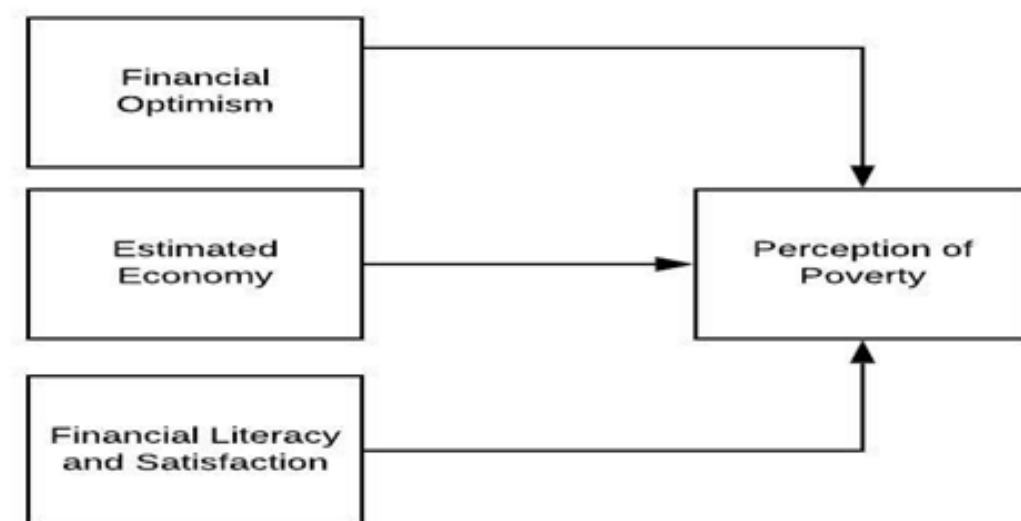 Financial
Optimism
Estimated
Economy
Perception of
Poverty
Financial Literacy
and Satisfaction